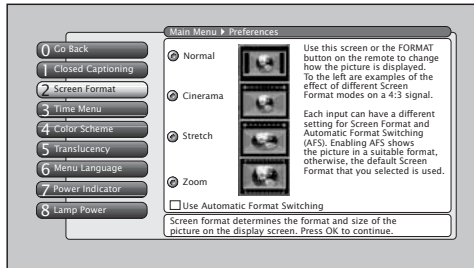 Main Menu Preferences
0 Go Back
1 Closed Captioning
2 Screen Format
3 Time Menu
4 Color Scheme
5 Translucency
6 Menu Language
7 Power Indicator
8 Lamp Power
Normal
Cinerama
Stretch
Zoom
Use this screen or the FORMAT
button on the remote to change
how the picture is displayed.
To the left are examples of the
effect of different Screen
Format modes on a 4:3 signal.
Each input can have a different
setting for Screen Format and
Automatic Format Switching
(AFS). Enabling AFS shows
the picture in a suitable format,
otherwise, the default Screen
Format that you selected is used.
Use Automatic Format Switching
Screen format determines the format and size of the
picture on the display screen. Press OK to continue.